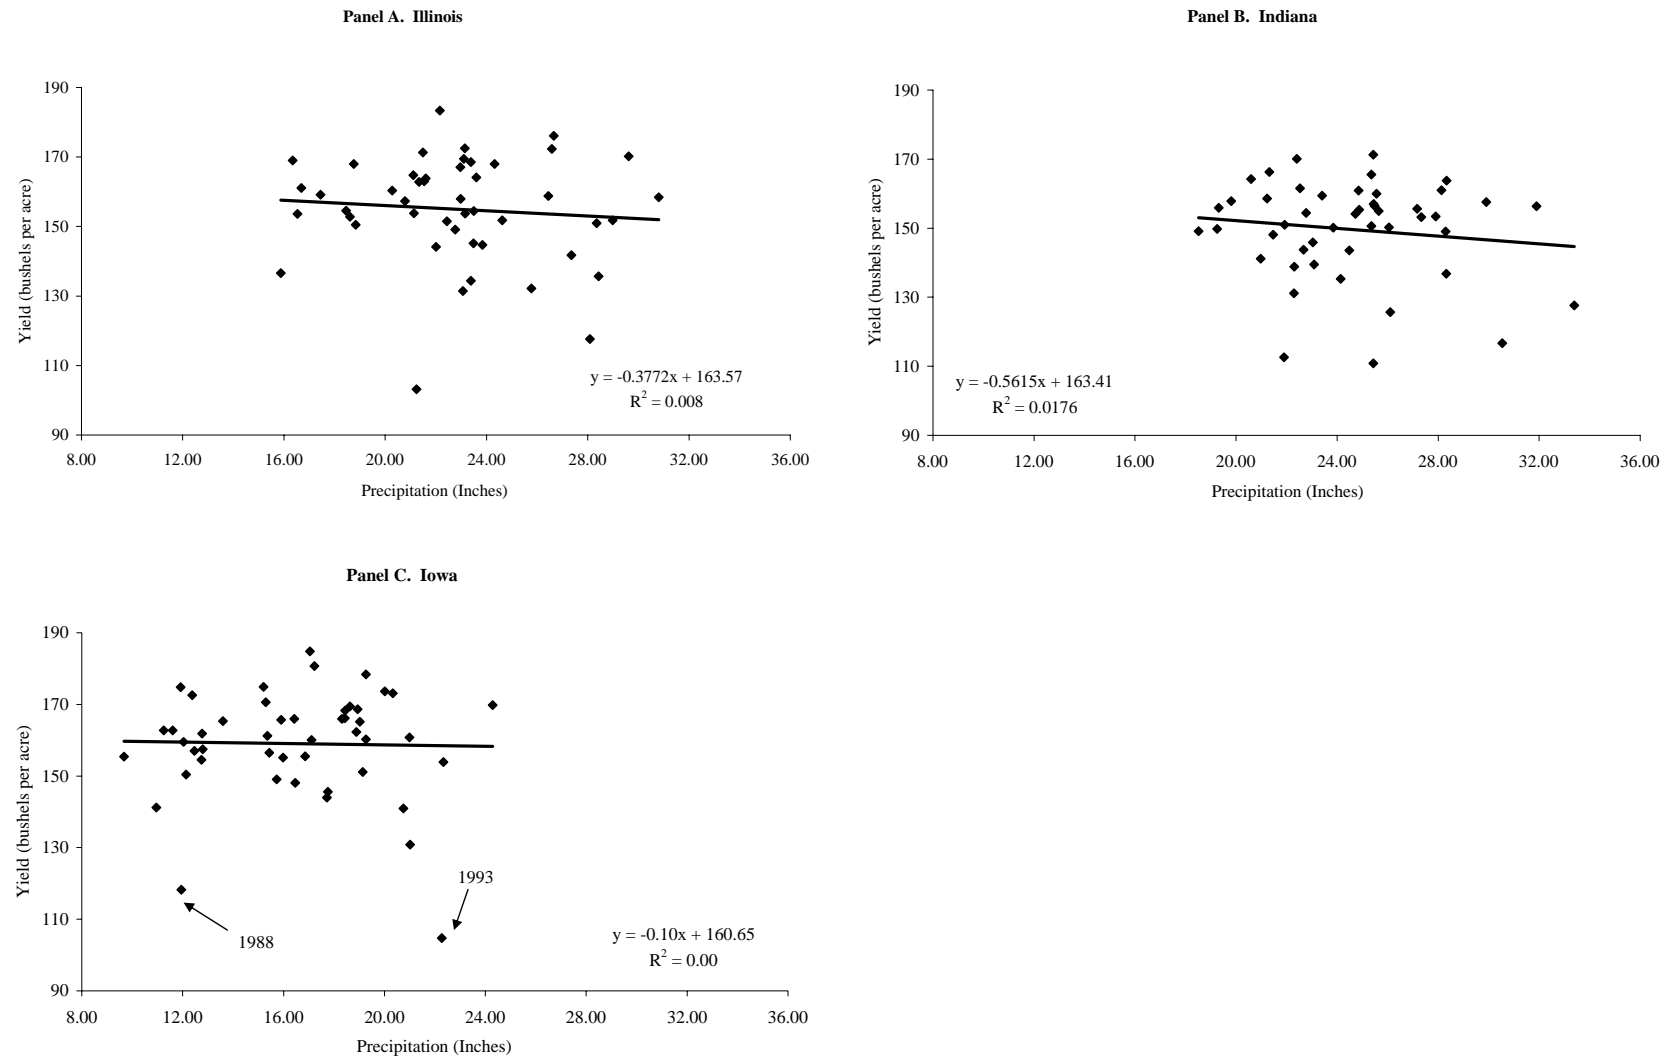 Panel A. Illinois
190
170
150
130
110
90
Yield (bushels per acre)
y = -0.3772x + 163.57
R² = 0.008
8.00 12.00 16.00 20.00 24.00 28.00 32.00 36.00
Precipitation (Inches)
Panel B. Indiana
190
170
150
130
110
90
Yield (bushels per acre)
y = -0.5615x + 163.41
R² = 0.0176
8.00 12.00 16.00 20.00 24.00 28.00 32.00 36.00
Precipitation (Inches)
Panel C. Iowa
190
170
150
130
110
90
Yield (bushels per acre)
1993
1988
y = -0.10x + 160.65
R² = 0.00
8.00 12.00 16.00 20.00 24.00 28.00 32.00 36.00
Precipitation (Inches)